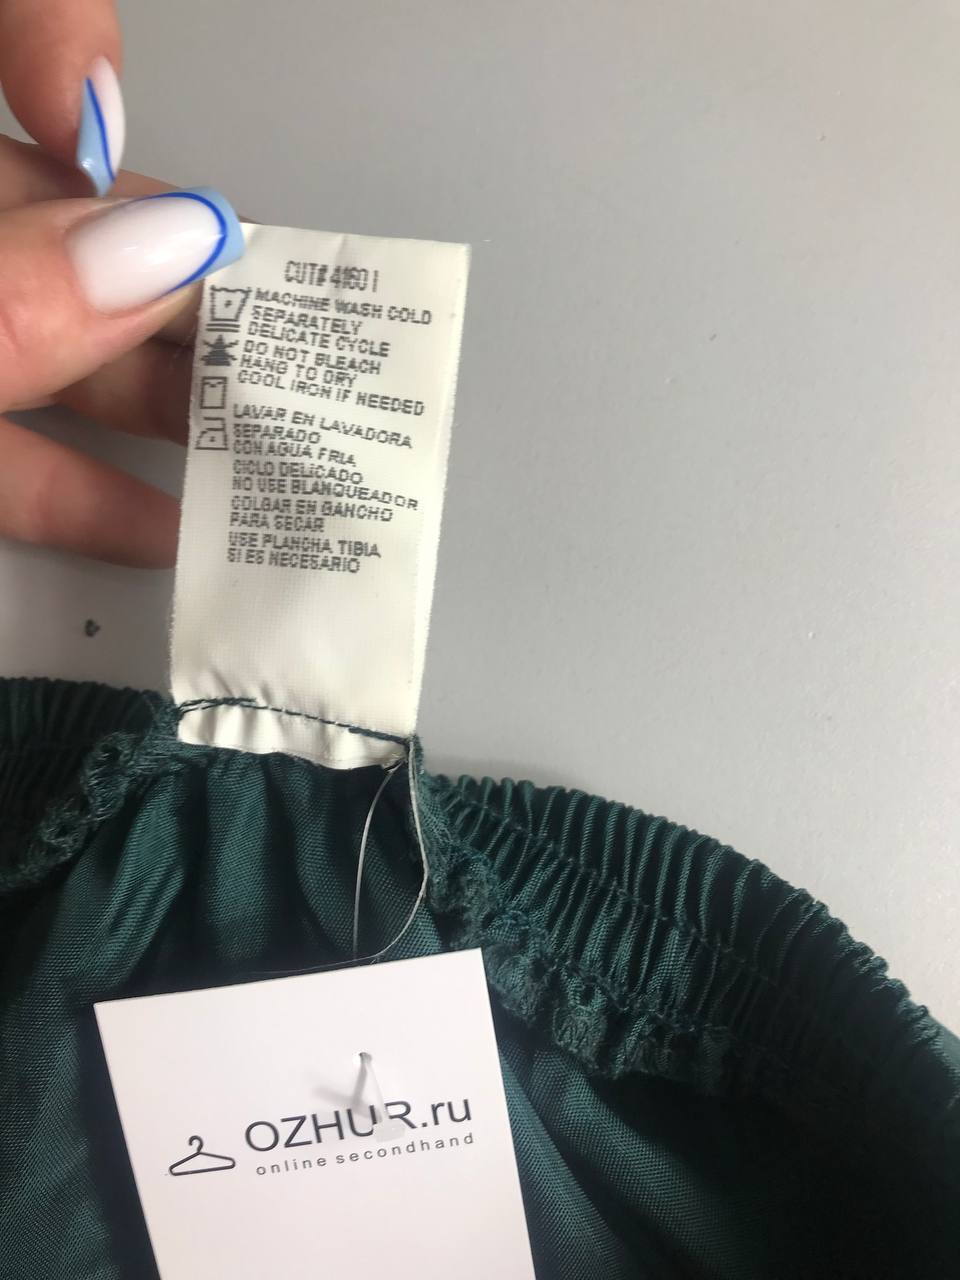 CUT# 41601
MACHINE WASH COLD
SEPARATELY
DELICATE CYCLE
DO NOT BLEACH
HANG TO DRY
COOL IRON IF NEEDED
LAVAR EN LAVADORA
SEPARADO
CON AGUA FRIA
CICLO DELICADO
NO USE BLANQUEADOR
COLGAR EN GANCHO
PARA SECAR
USE PLANCHA TIBIA
SI ES NECESARIO
OZHUR.ru
online secondhand